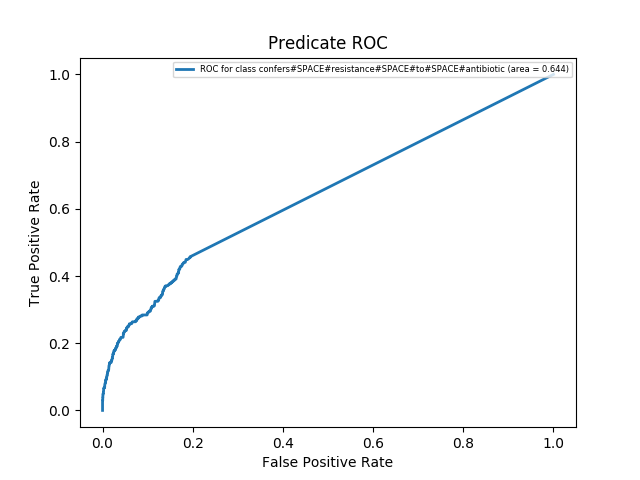 Predicate ROC
ROC for class confers#SPACE#resistance#SPACE#to#SPACE#antibiotic (area = 0.644)
1.0
0.8
0.6
0.4
0.2
0.0
True Positive Rate
0.0 0.2 0.4 0.6 0.8 1.0
False Positive Rate